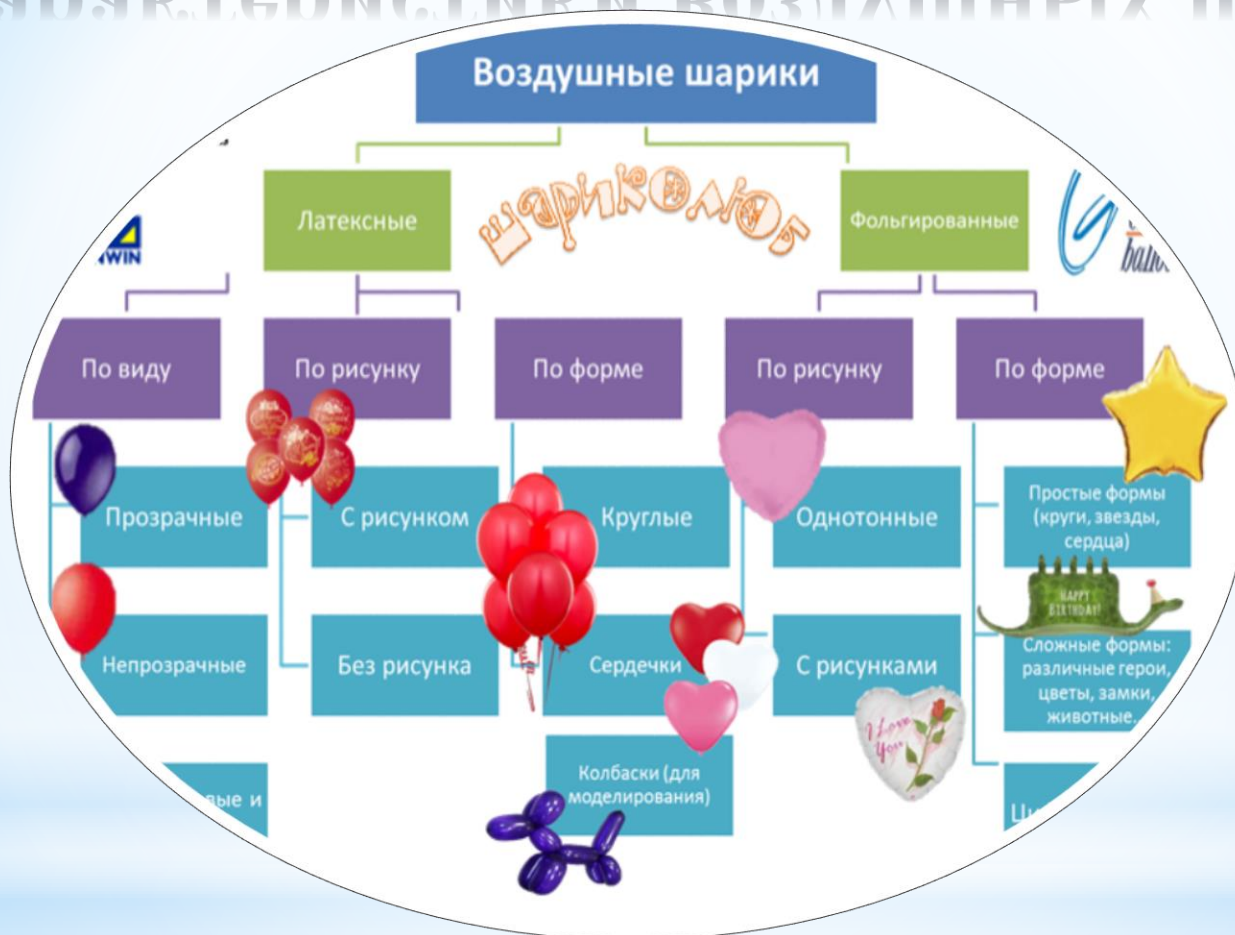 Воздушные шарики
Латексные
Шариколюб
Фольгированные
WIN
По виду
По рисунку
По форме
По рисунку
По форме
Прозрачные
С рисунком
Круглые
Однотонные
Простые формы
(круги, звезды,
сердца)
HAPPY
BIRTHDAY!
Непрозрачные
Без рисунка
Сердечки
С рисунками
Сложные формы:
различные герои,
цветы, замки,
животные..
I Love
You
Колбаски (для
моделирования)
и